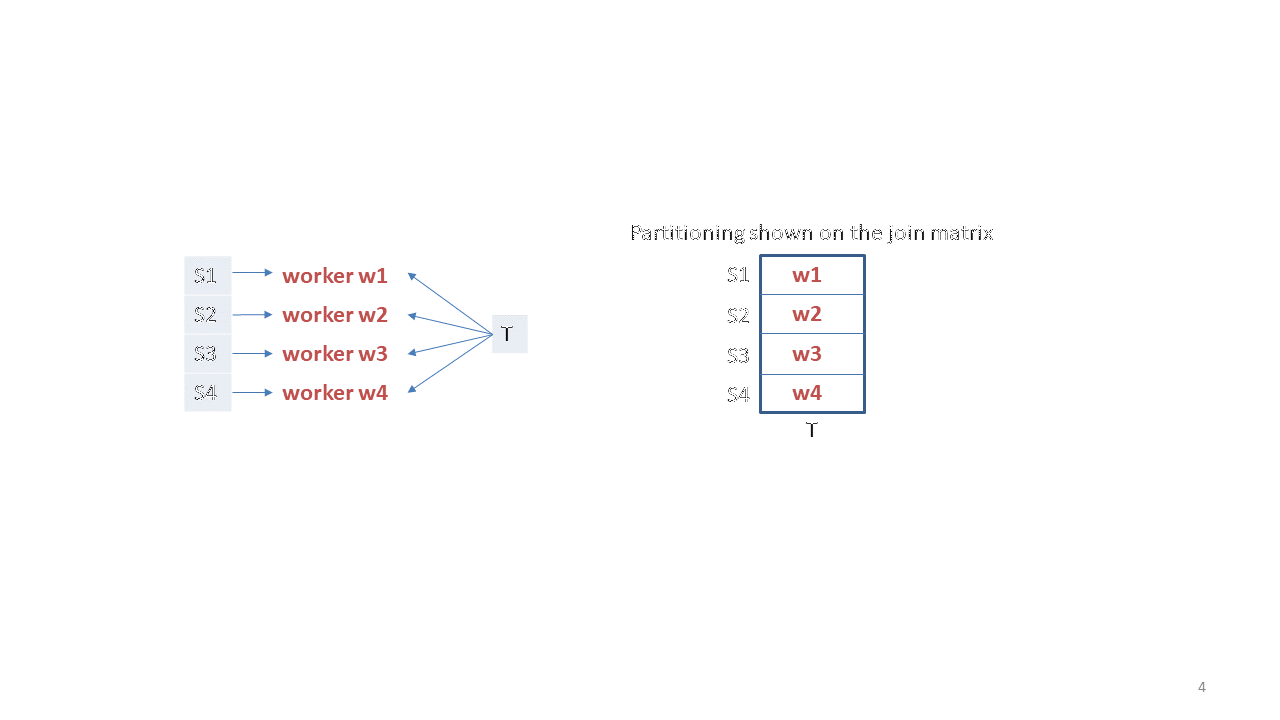 Partitioning shown on the join matrix
S1 worker w1
S2 worker w2
S3 worker w3
S4 worker w4
T
S1 w1
S2 w2
S3 w3
S4 w4
T
4